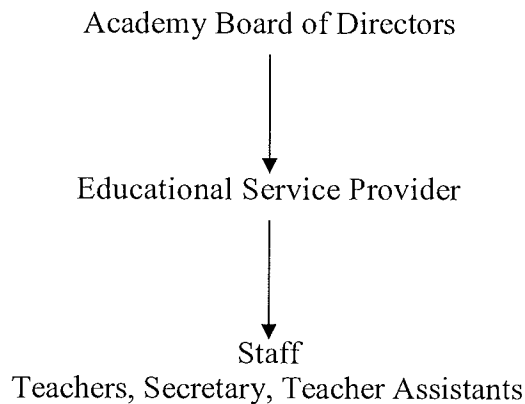 Academy Board of Directors
Educational Service Provider
Staff
Teachers, Secretary, Teacher Assistants